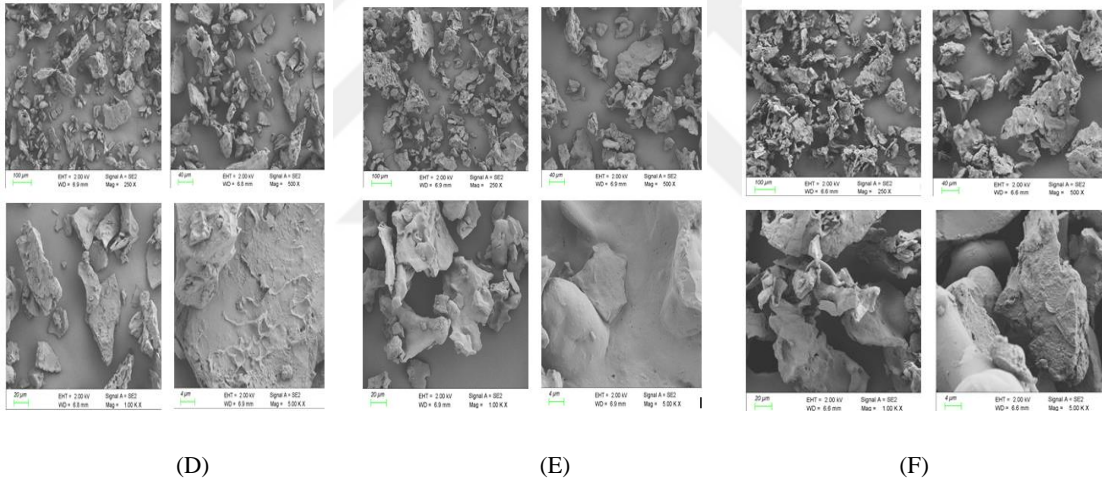 100 µm EHT = 2.00 kV Signal A = SE2
WD = 6.9 mm Mag = 250 X
40 µm EHT = 2.00 kV Signal A = SE2
WD = 6.8 mm Mag = 500 X
100 µm EHT = 2.00 kV Signal A = SE2
WD = 6.9 mm Mag = 250 X
40 µm EHT = 2.00 kV Signal A = SE2
WD = 6.9 mm Mag = 500 X
100 µm EHT = 2.00 kV Signal A = SE2
WD = 6.6 mm Mag = 250 X
40 µm EHT = 2.00 kV Signal A = SE2
WD = 6.6 mm Mag = 500 X
20 µm EHT = 2.00 kV Signal A = SE2
WD = 6.8 mm Mag = 1.00 K X
4 µm EHT = 2.00 kV Signal A = SE2
WD = 6.9 mm Mag = 5.00 K X
20 µm EHT = 2.00 kV Signal A = SE2
WD = 6.9 mm Mag = 1.00 K X
4 µm EHT = 2.00 kV Signal A = SE2
WD = 6.9 mm Mag = 5.00 K X
20 µm EHT = 2.00 kV Signal A = SE2
WD = 6.6 mm Mag = 1.00 K X
4 µm EHT = 2.00 kV Signal A = SE2
WD = 6.6 mm Mag = 5.00 K X
(D) (E) (F)